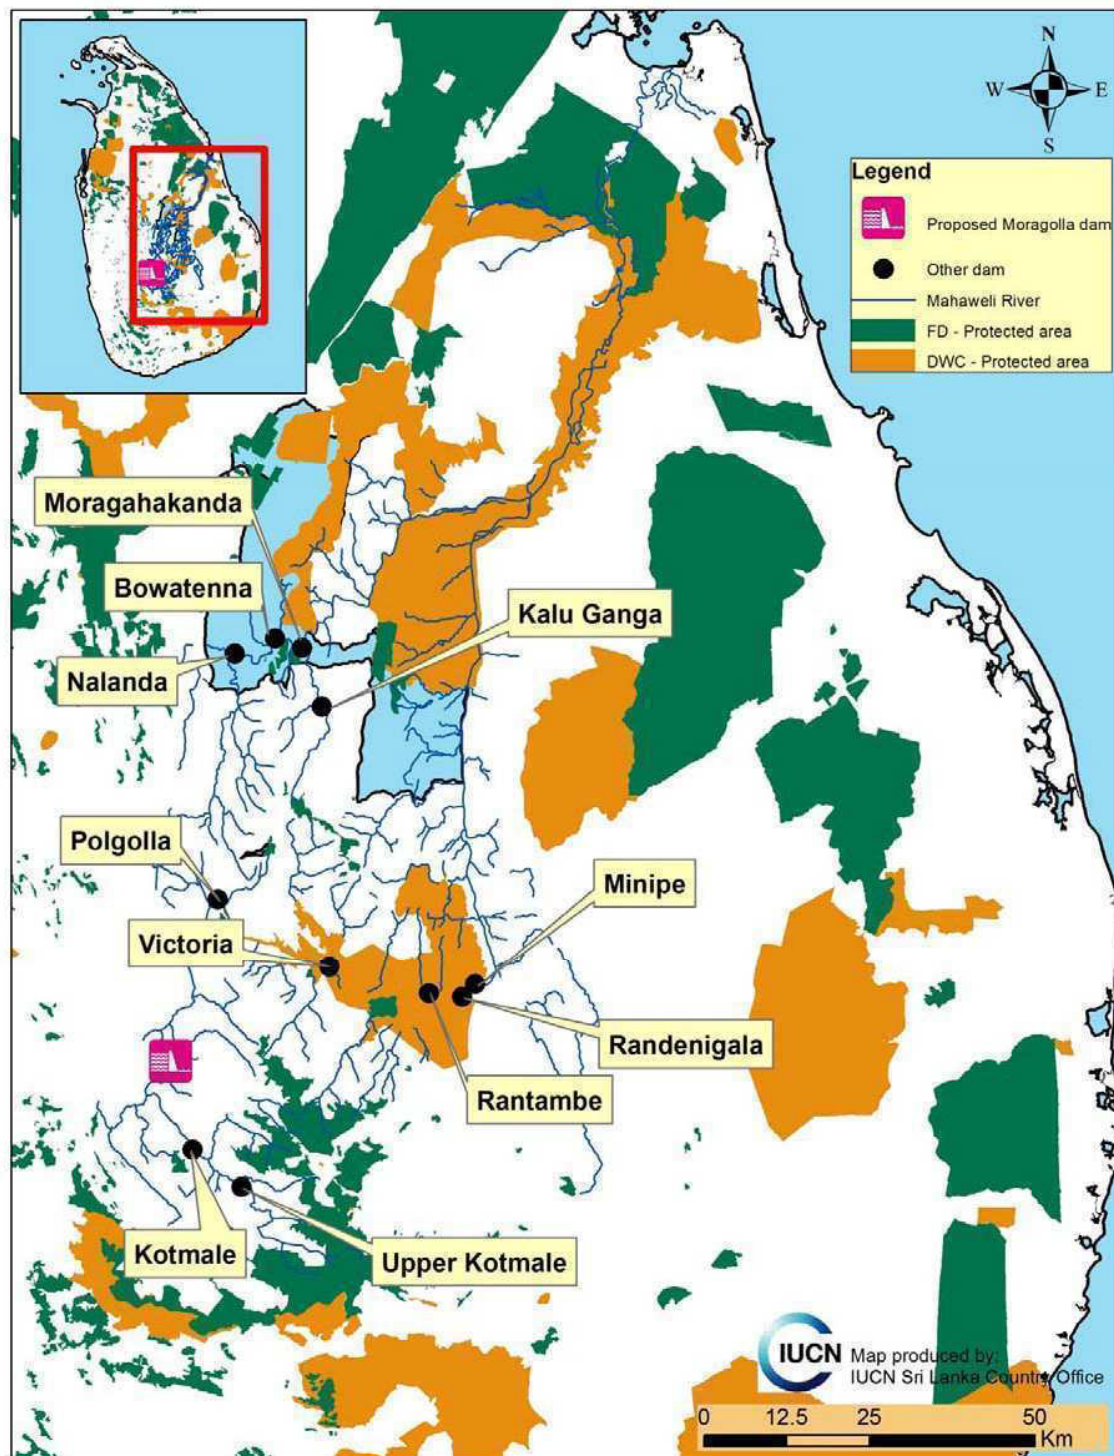 N
W
E
S
Legend
Proposed Moragolla dam
Other dam
Mahaweli River
FD - Protected area
DWC - Protected area
Moragahakanda
Bowatenna
Kalu Ganga
Nalanda
Polgolla
Minipe
Victoria
Randenigala
Rantambe
Kotmale
Upper Kotmale
IUCN
Map produced by:
IUCN Sri Lanka Country Office
0 12.5 25 50
Km